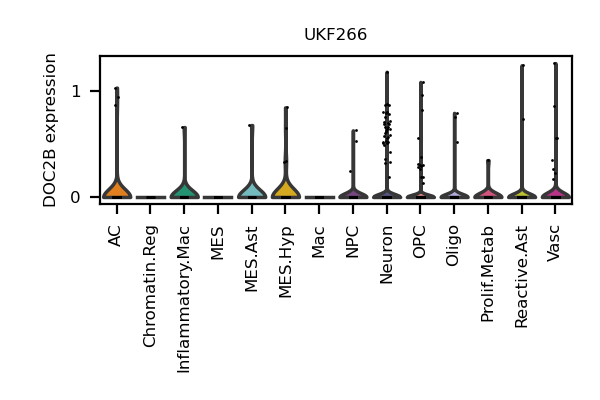 UKF266
DOC2B expression
1
0
AC
Chromatin.Reg
Inflammatory.Mac
MES
MES.Ast
MES.Hyp
Mac
NPC
Neuron
OPC
Oligo
Prolif.Metab
Reactive.Ast
Vasc